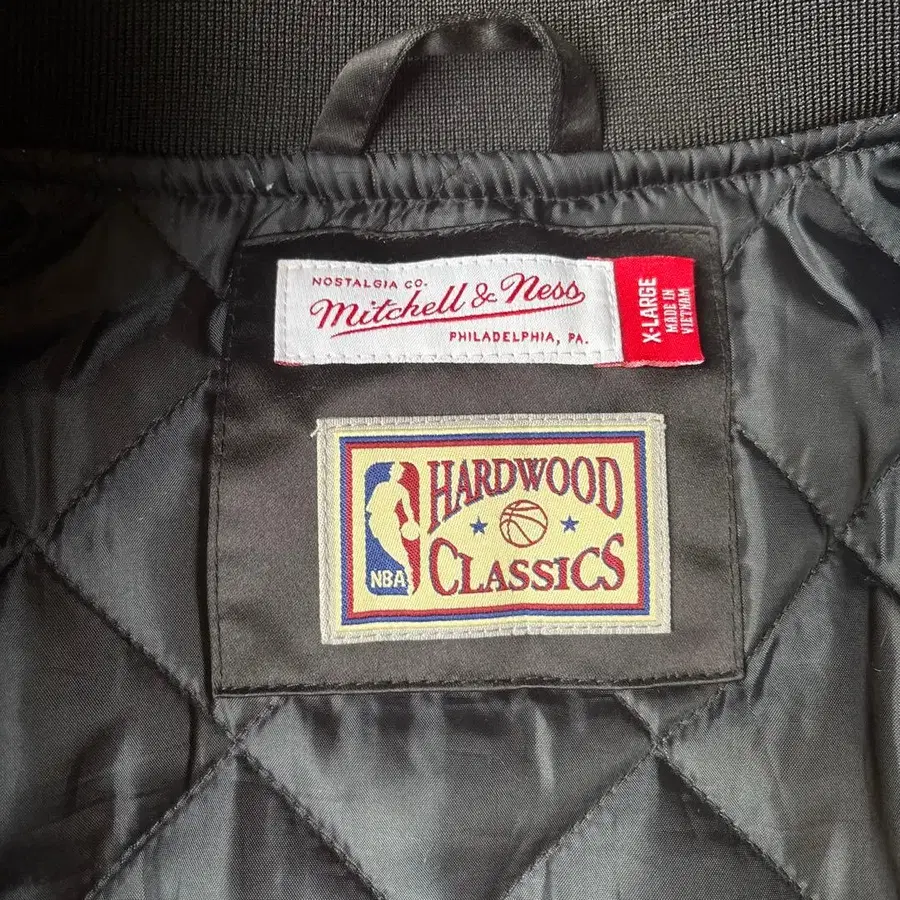 NOSTALGIA CO.
Mitchell & Ness
PHILADELPHIA, PA.
X-LARGE
MADE IN
VIETNAM
HARDWOOD
CLASSICS
NBA